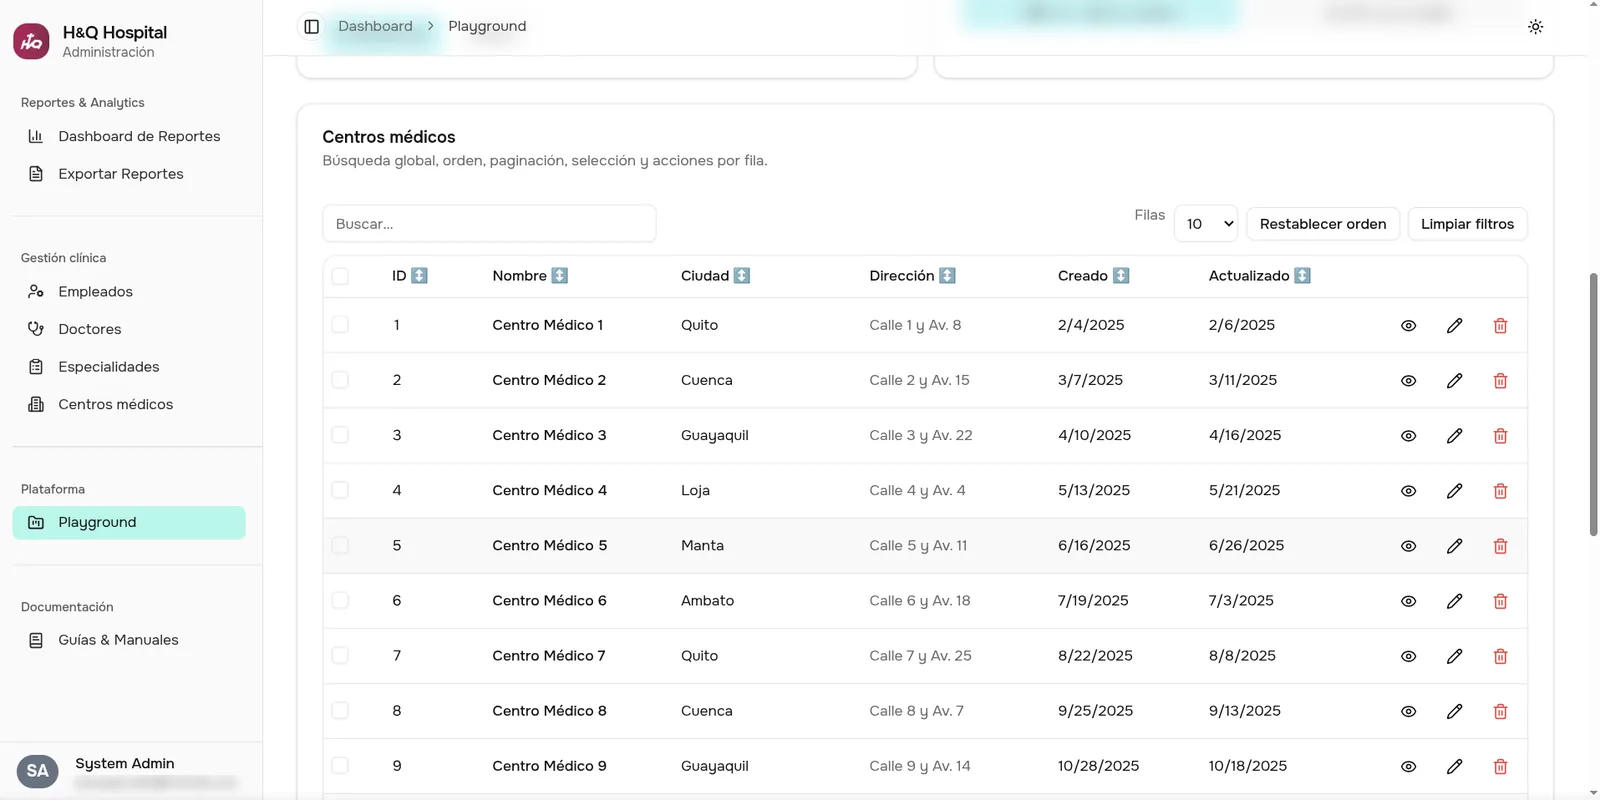 H&Q Hospital
Administración
Reportes & Analytics
Dashboard de Reportes
Exportar Reportes
Gestión clínica
Empleados
Doctores
Especialidades
Centros médicos
Plataforma
Playground
Documentación
Guías & Manuales
SA
System Admin
Dashboard > Playground
Centros médicos
Búsqueda global, orden, paginación, selección y acciones por fila.
Buscar...
Filas 10 Restablecer orden Limpiar filtros
ID ↕️ Nombre ↕️ Ciudad ↕️ Dirección ↕️ Creado ↕️ Actualizado ↕️
1 Centro Médico 1 Quito Calle 1 y Av. 8 2/4/2025 2/6/2025
2 Centro Médico 2 Cuenca Calle 2 y Av. 15 3/7/2025 3/11/2025
3 Centro Médico 3 Guayaquil Calle 3 y Av. 22 4/10/2025 4/16/2025
4 Centro Médico 4 Loja Calle 4 y Av. 4 5/13/2025 5/21/2025
5 Centro Médico 5 Manta Calle 5 y Av. 11 6/16/2025 6/26/2025
6 Centro Médico 6 Ambato Calle 6 y Av. 18 7/19/2025 7/3/2025
7 Centro Médico 7 Quito Calle 7 y Av. 25 8/22/2025 8/8/2025
8 Centro Médico 8 Cuenca Calle 8 y Av. 7 9/25/2025 9/13/2025
9 Centro Médico 9 Guayaquil Calle 9 y Av. 14 10/28/2025 10/18/2025